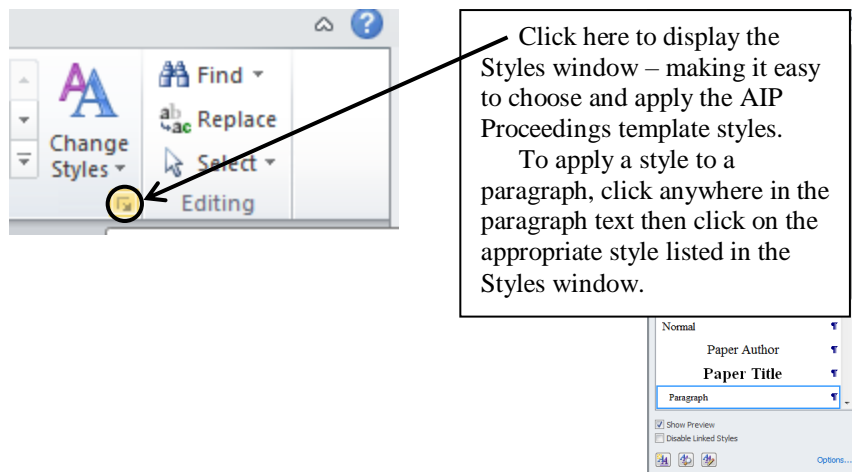 Find
Replace
Change
Styles
Select
Editing
Click here to display the
Styles window – making it easy
to choose and apply the AIP
Proceedings template styles.
To apply a style to a
paragraph, click anywhere in the
paragraph text then click on the
appropriate style listed in the
Styles window.
Normal ¶
Paper Author ¶
Paper Title ¶
Paragraph ¶
Show Preview
Disable Linked Styles
Options...